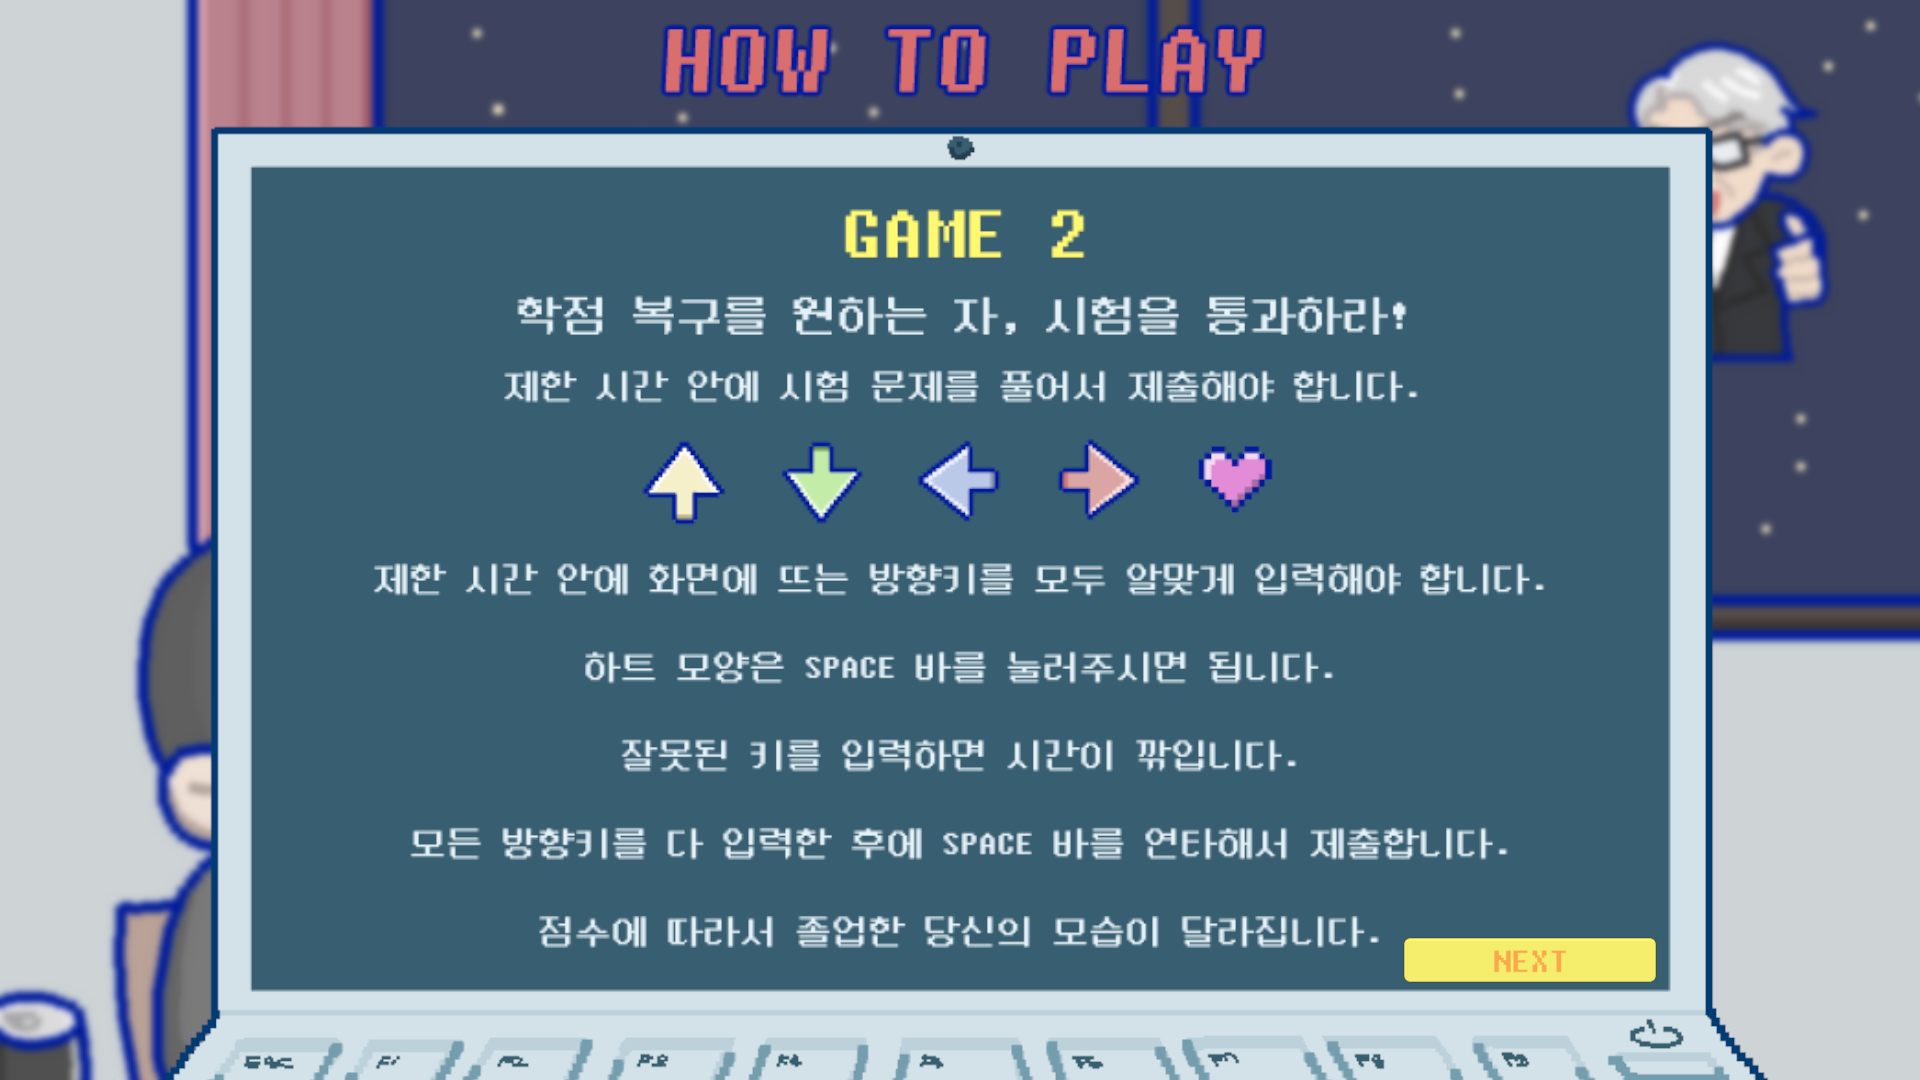 HOW TO PLAY
GAME 2
학점 복구를 원하는 자, 시험을 통과하라!
제한 시간 안에 시험 문제를 풀어서 제출해야 합니다.
제한 시간 안에 화면에 뜨는 방향키를 모두 알맞게 입력해야 합니다.
하트 모양은 SPACE 바를 눌러주시면 됩니다.
잘못된 키를 입력하면 시간이 깎입니다.
모든 방향키를 다 입력한 후에 SPACE 바를 연타해서 제출합니다.
점수에 따라서 졸업한 당신의 모습이 달라집니다.
NEXT